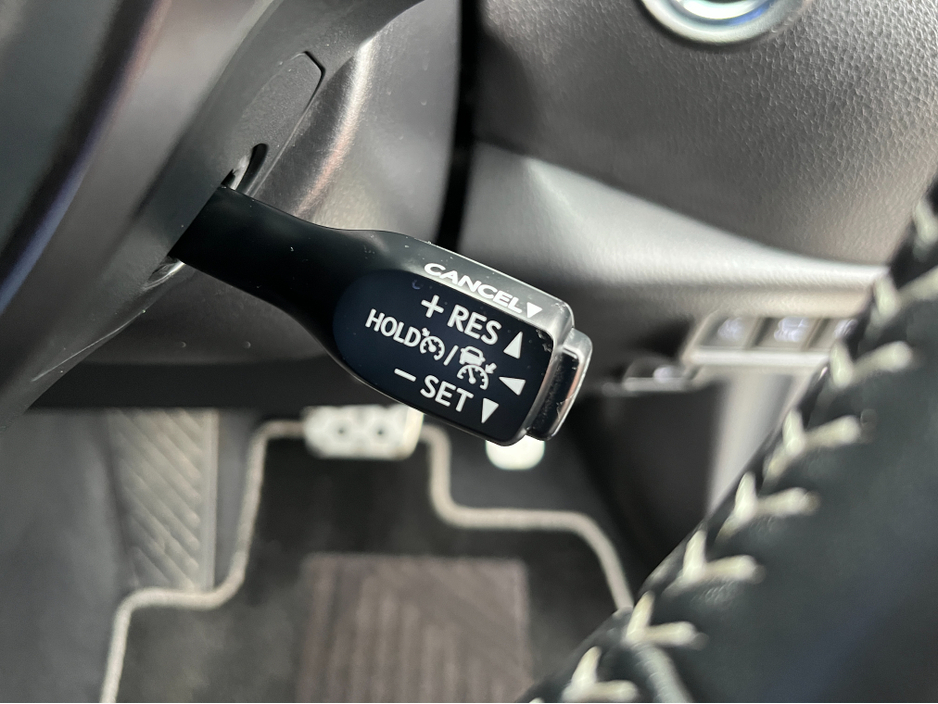 CANCEL▼
+ RES ▲
HOLD /
− SET ▼